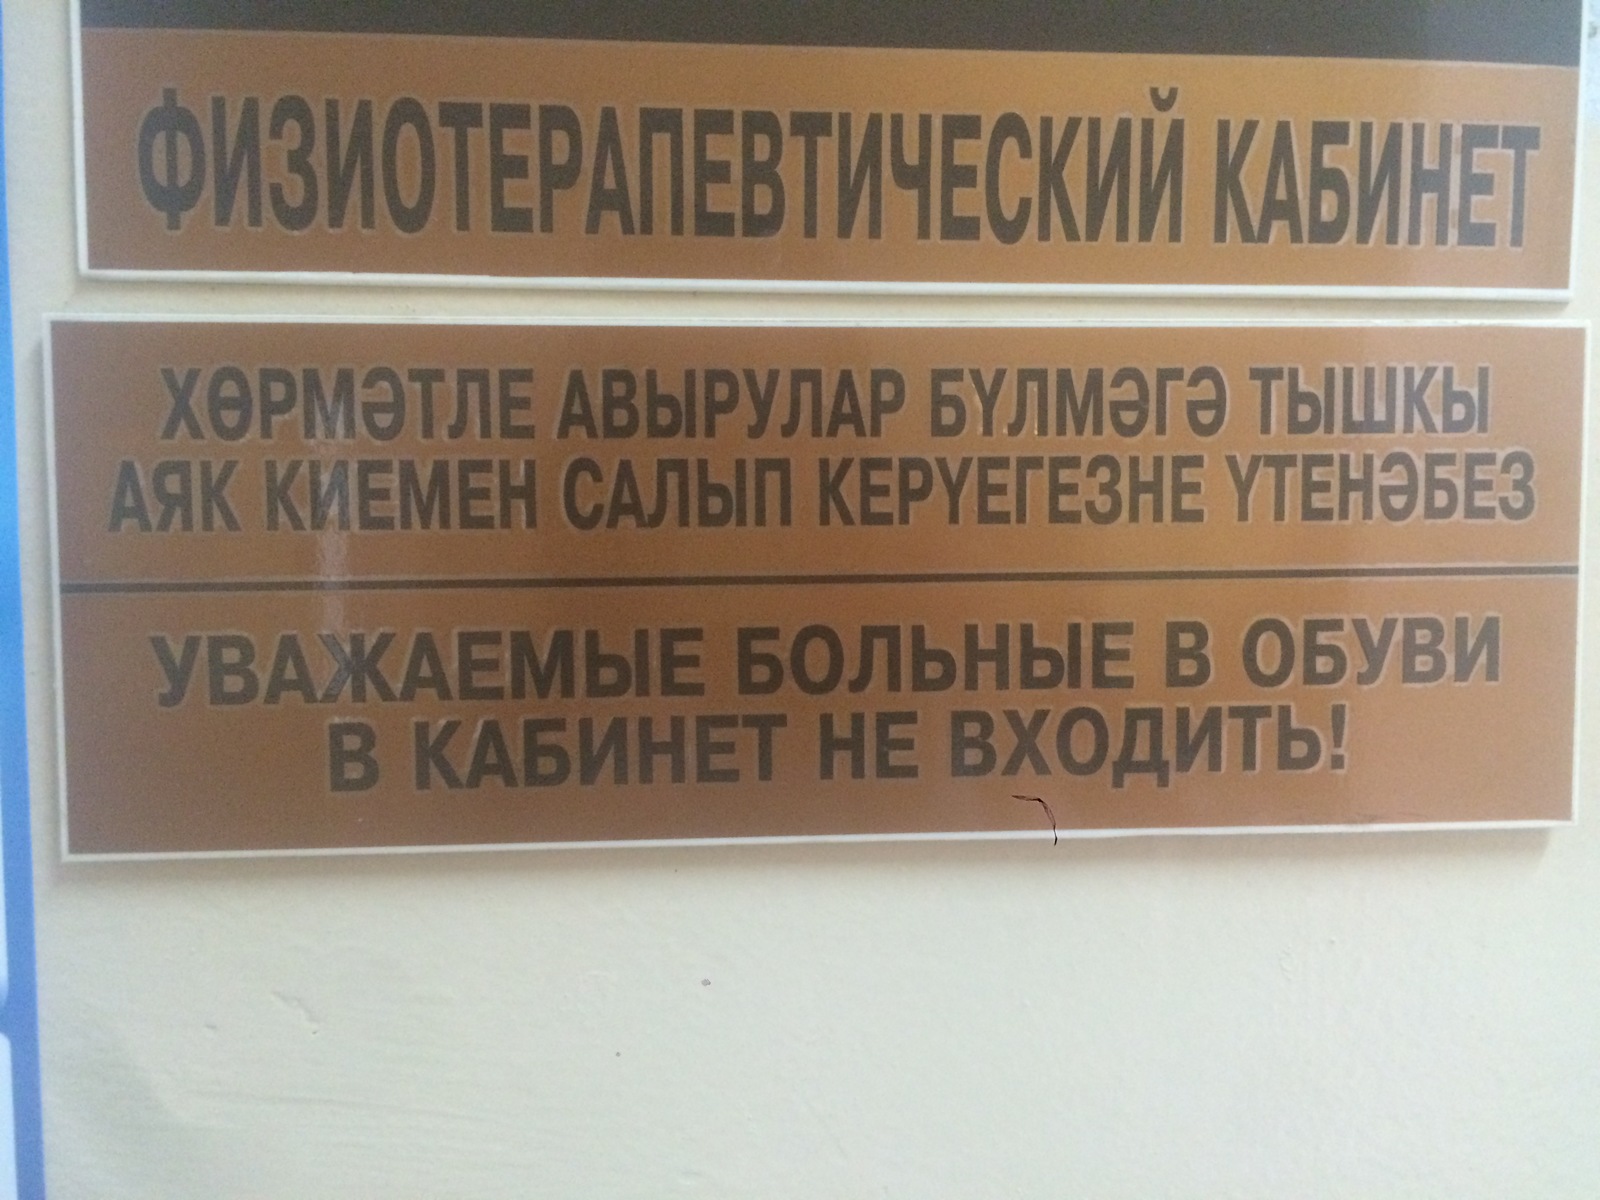 ФИЗИОТЕРАПЕВТИЧЕСКИЙ КАБИНЕТ
ХӨРМӘТЛЕ АВЫРУЛАР БҮЛМӘГӘ ТЫШКЫ
АЯК КИЕМЕН САЛЫП КЕРҮЕГЕЗНЕ ҮТЕНӘБЕЗ
УВАЖАЕМЫЕ БОЛЬНЫЕ В ОБУВИ
В КАБИНЕТ НЕ ВХОДИТЬ!